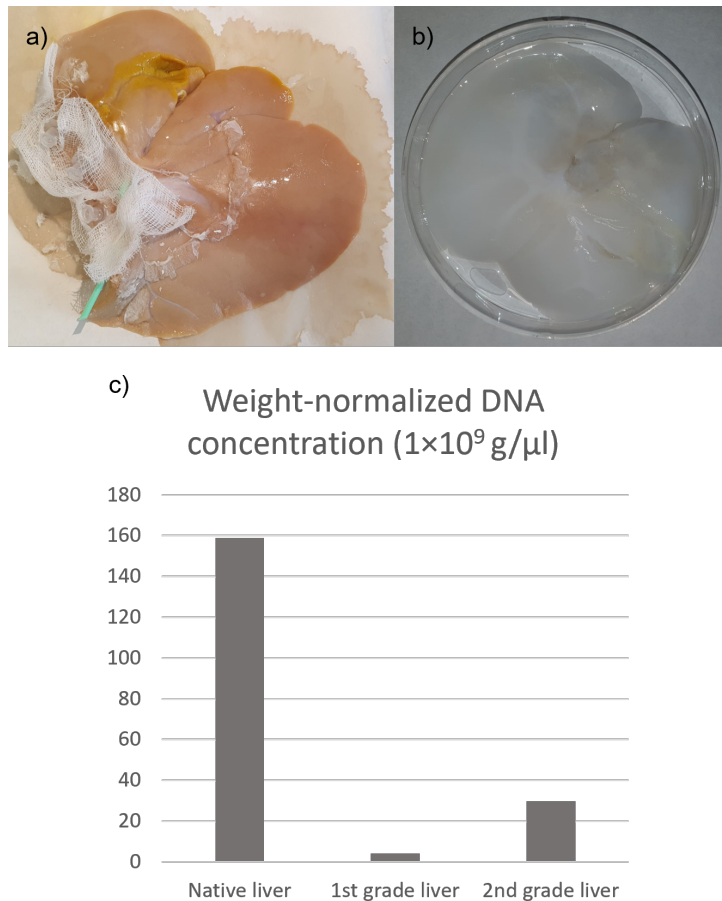 a)
b)
c)
Weight-normalized DNA
concentration (1×10⁹ g/µl)
180
160
140
120
100
80
60
40
20
0
Native liver 1st grade liver 2nd grade liver